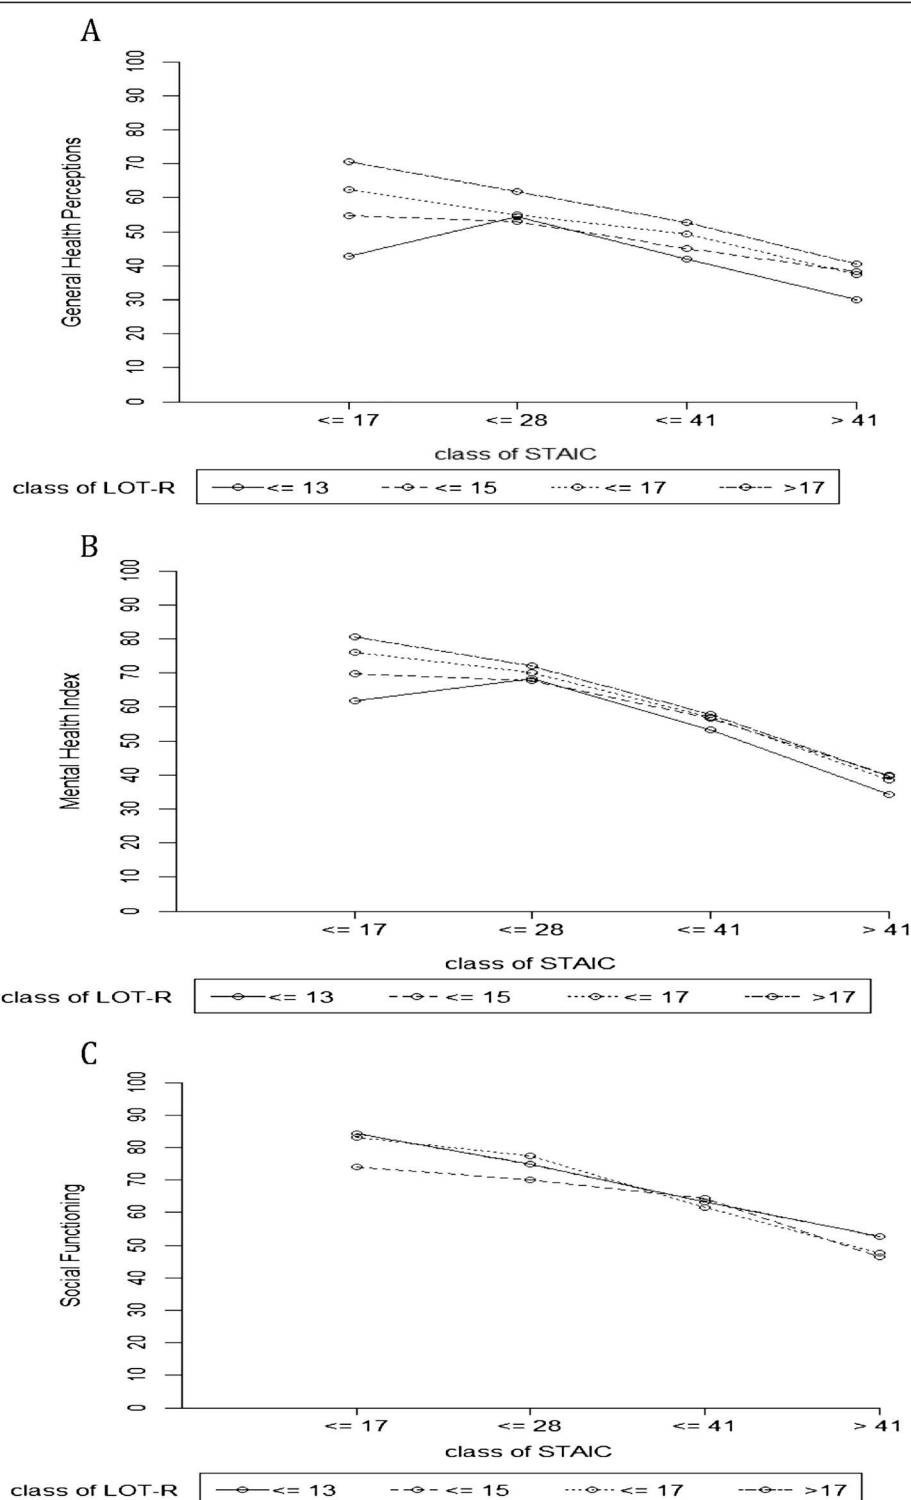 A
100
90
80
70
60
50
40
30
20
10
0
General Health Perceptions
<= 17 <= 28 <= 41 > 41
class of STAIC
class of LOT-R <= 13 <= 15 <= 17 >17
B
100
90
80
70
60
50
40
30
20
10
0
Mental Health Index
<= 17 <= 28 <= 41 > 41
class of STAIC
class of LOT-R <= 13 <= 15 <= 17 >17
C
100
90
80
70
60
50
40
30
20
10
0
Social Functioning
<= 17 <= 28 <= 41 > 41
class of STAIC
class of LOT-R <= 13 <= 15 <= 17 >17